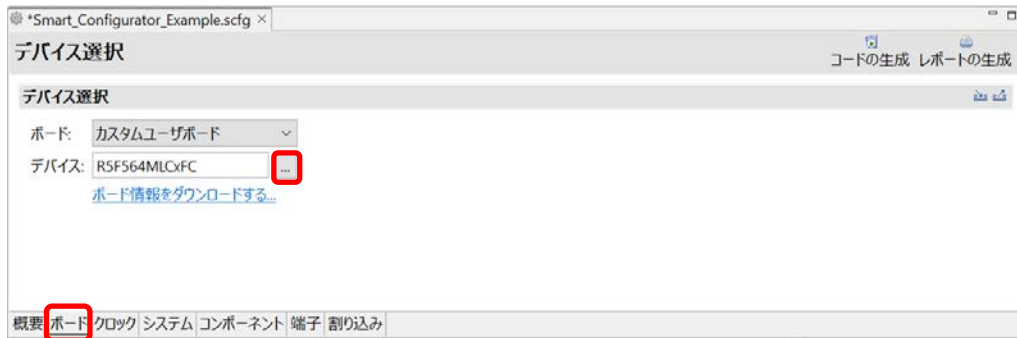 *Smart_Configurator_Example.scfg
デバイス選択
コードの生成 レポートの生成
デバイス選択
ボード: カスタムユーザボード
デバイス: R5F564MLCxFC ...
ボード情報をダウンロードする...
概要 ボード クロック システム コンポーネント 端子 割り込み